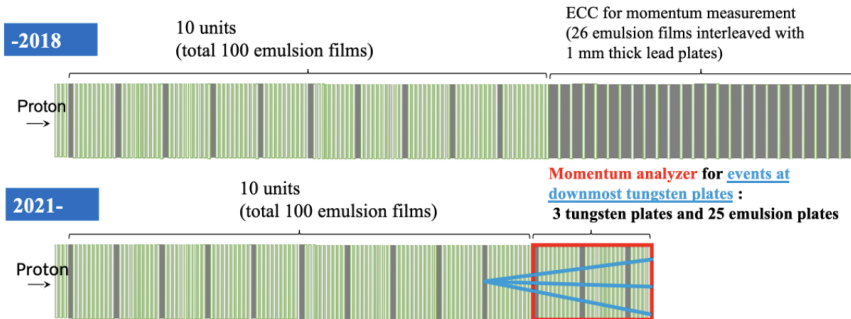 -2018
10 units
(total 100 emulsion films)
ECC for momentum measurement
(26 emulsion films interleaved with
1 mm thick lead plates)
Proton
2021-
10 units
(total 100 emulsion films)
Momentum analyzer for events at
downmost tungsten plates :
3 tungsten plates and 25 emulsion plates
Proton